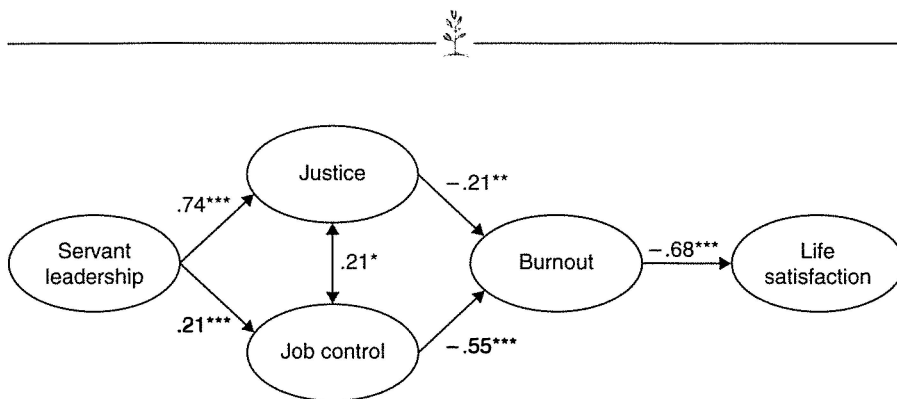 Justice
.74***
−.21**
Servant
leadership
.21*
Burnout
−.68***
Life
satisfaction
.21***
Job control
−.55***